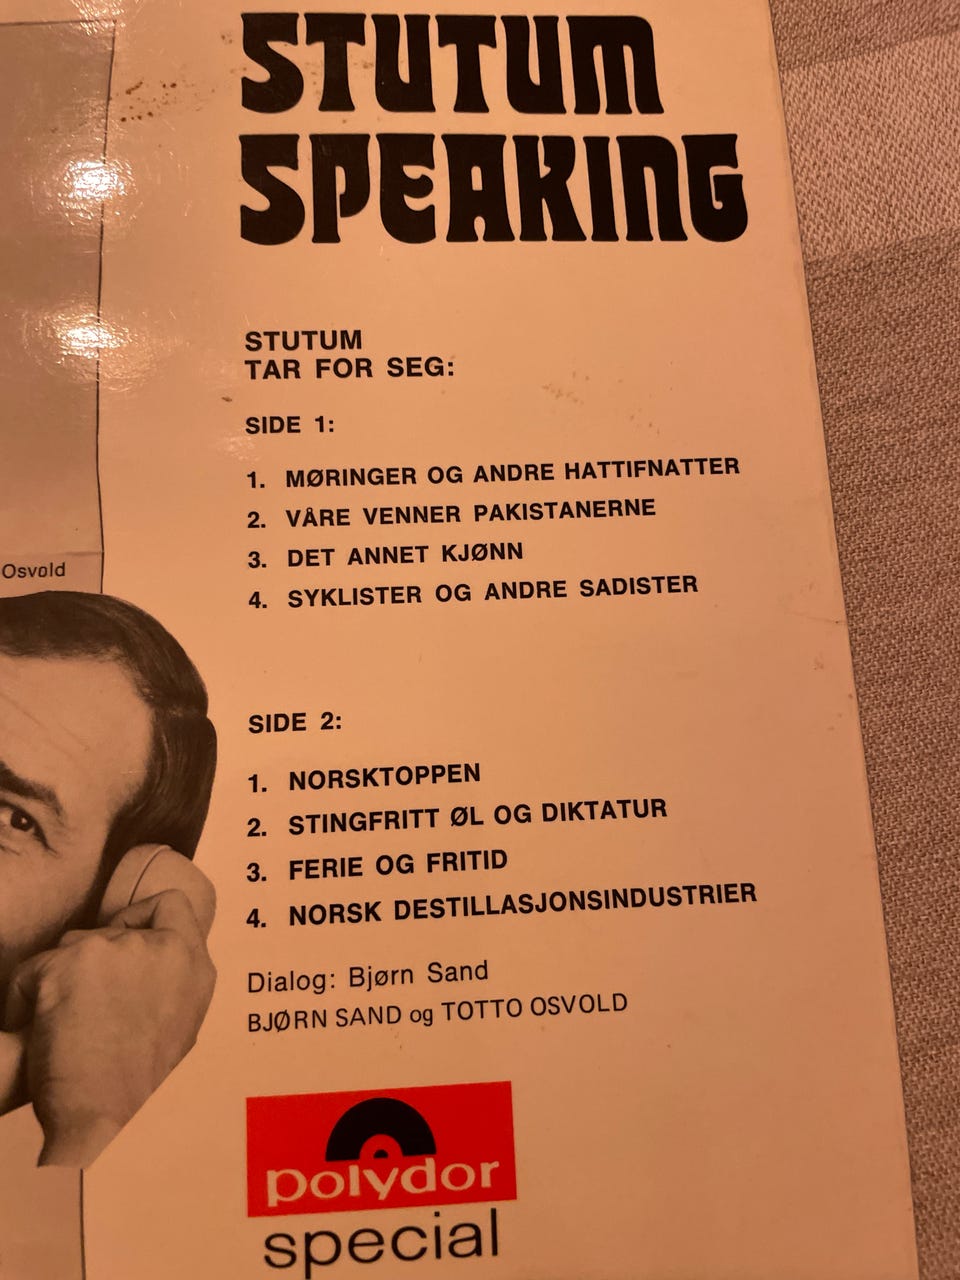 STUTUM
SPEAKING
STUTUM
TAR FOR SEG:
SIDE 1:
1. MØRINGER OG ANDRE HATTIFNATTER
2. VÅRE VENNER PAKISTANERNE
3. DET ANNET KJØNN
4. SYKLISTER OG ANDRE SADISTER
Osvold
SIDE 2:
1. NORSKTOPPEN
2. STINGFRITT ØL OG DIKTATUR
3. FERIE OG FRITID
4. NORSK DESTILLASJONSINDUSTRIER
Dialog: Bjørn Sand
BJØRN SAND og TOTTO OSVOLD
polydor
special